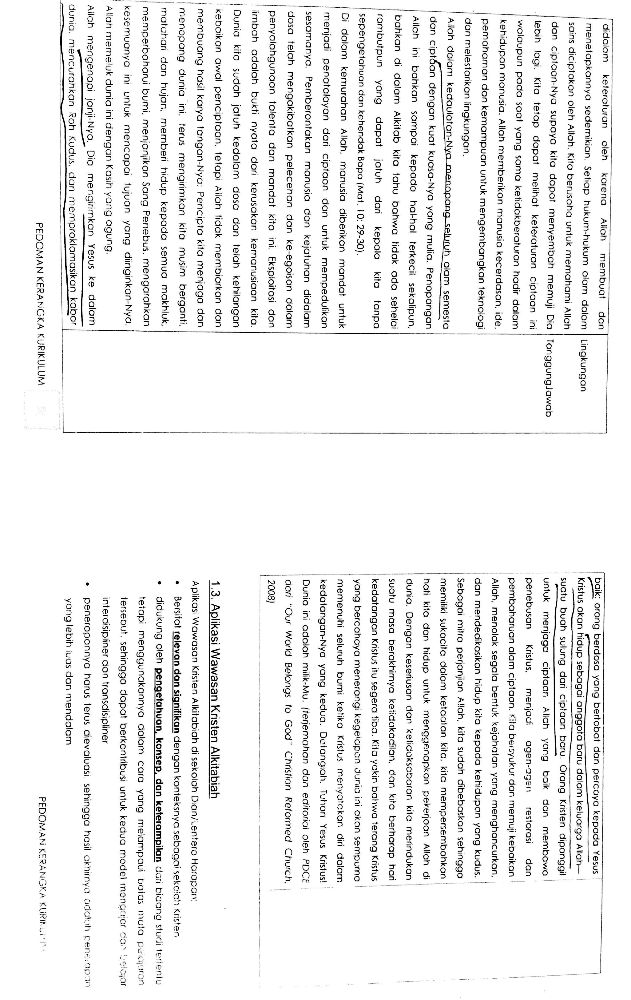 didalam keteraturan oleh karena Allah membuat dan
menetapkannya sedemikian. Setiap hukum-hukum alam dalam
sains diciptakan oleh Allah. Kita berusaha untuk memahami Allah
dan ciptaan-Nya supaya kita dapat menyembah memuji Dia
lebih lagi. Kita tetap dapat melihat keteraturan ciptaan ini
walaupun pada saat yang sama ketidakberaturan hadir dalam
kehidupan manusia. Allah memberikan manusia kecerdasan, ide,
pemahaman dan kemampuan untuk mengembangkan teknologi
dan melestarikan lingkungan.
Allah dalam kedaulatan-Nya menopang seluruh alam semesta
dan ciptaan dengan kuat kuasa-Nya yang mulia. Penopangan
Allah ini bahkan sampai kepada hal-hal terkecil sekalipun,
bahkan di dalam Alkitab kita tahu bahwa tidak ada sehelai
rambutpun yang dapat jatuh dari kepala kita tanpa
sepengetahuan dan kehendak Bapa (Mat. 10: 29-30).
Di dalam kemurahan Allah, manusia diberikan mandat untuk
menjadi penatalayan dari ciptaan dan untuk mempedulikan
sesamanya. Pemberontakan manusia dan kejatuhan didalam
dosa telah mengakibatkan pelecehan dan ke-egoisan dalam
penyalahgunaan talenta dan mandat kita ini. Eksploitasi dan
limbah adalah bukti nyata dari kerusakan kemanusiaan kita.
Dunia kita sudah jatuh kedalam dosa dan telah kehilangan
kebaikan awal penciptaan, tetapi Allah tidak membiarkan dan
membuang hasil karya tangan-Nya: Pencipta kita menjaga dan
menopang dunia ini, terus mengirimkan kita musim berganti,
matahari dan hujan, memberi hidup kepada semua makhluk,
memperbaharui bumi, menjanjikan Sang Penebus, mengarahkan
kesemuanya ini untuk mencapai tujuan yang diinginkan-Nya.
Allah memeluk dunia ini dengan Kasih yang agung.
Allah mengenapi janji-Nya, Dia mengirimkan Yesus ke dalam
dunia, mencurahkan Roh Kudus, dan memproklamasikan kabar
Lingkungan
TanggungJawab
PEDOMAN KERANGKA KURIKULUM
baik: orang berdosa yang bertobat dan percaya kepada Yesus
Kristus akan hidup sebagai anggota baru dalam keluarga Allah—
suatu buah sulung dari ciptaan baru. Orang Kristen dipanggil
untuk menjaga ciptaan Allah yang baik dan membawa
penebusan Kristus, menjadi agen-agen restorasi dan
pembaharuan alam ciptaan. Kita bersyukur dan memuji kebaikan
Allah, menolak segala bentuk kejahatan yang menghancurkan,
dan mendedikasikan hidup kita kepada kehidupan yang kudus.
Sebagai mitra perjanjian Allah, kita sudah dibebaskan sehingga
memiliki sukacita dalam ketaatan kita, kita mempersembahkan
hati kita dan hidup untuk menggenapkan pekerjaan Allah di
dunia. Dengan keseriusan dan ketidaksabaran kita merindukan
suatu masa berakhirnya ketidakadilan, dan kita berharap hari
kedatangan Kristus itu segera tiba. Kita yakin bahwa terang Kristus
yang bercahaya menerangi kegelapan dunia ini akan sempurna
memenuhi seluruh bumi ketika Kristus menyatakan diri dalam
kedatangan-Nya yang kedua. Datanglah, Tuhan Yesus Kristus!
Dunia ini adalah milik-Mu. (terjemahan dan editorial oleh PDCE
dari "Our World Belongs to God" Christian Reformed Church,
2008)
1.3. Aplikasi Wawasan Kristen Alkitabiah
Aplikasi Wawasan Kristen Alkitabiah di sekolah Dian/Lentera Harapan:
• Bersifat relevan dan signifikan dengan konteksnya sebagai sekolah Kristen
• didukung oleh pengetahuan, konsep, dan keterampilan dari bidang studi tertentu
tetapi menggunakannya dalam cara yang melampaui batas mata pelajaran
tersebut, sehingga dapat berkontribusi untuk kedua model mengajar dan belajar
interdisipliner dan transdisipliner
• penerapannya harus terus dievaluasi, sehingga hasil akhirnya adalah penerapan
yang lebih luas dan mendalam
PEDOMAN KERANGKA KURIKULUM